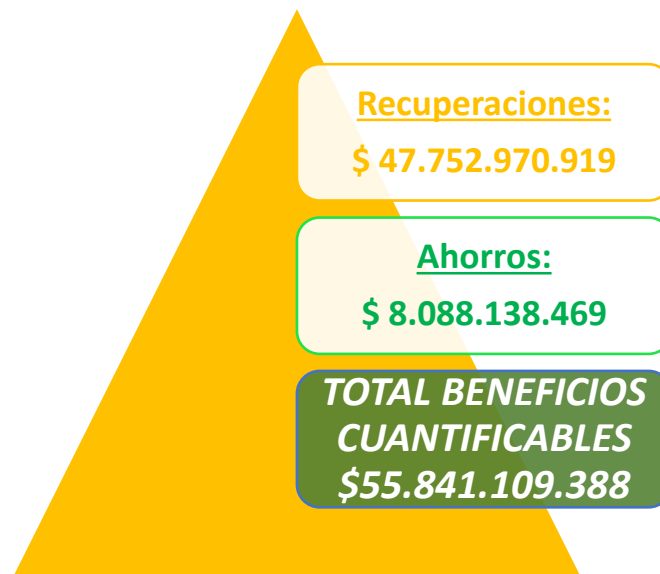 Recuperaciones:
$ 47.752.970.919
Ahorros:
$ 8.088.138.469
TOTAL BENEFICIOS
CUANTIFICABLES
$55.841.109.388